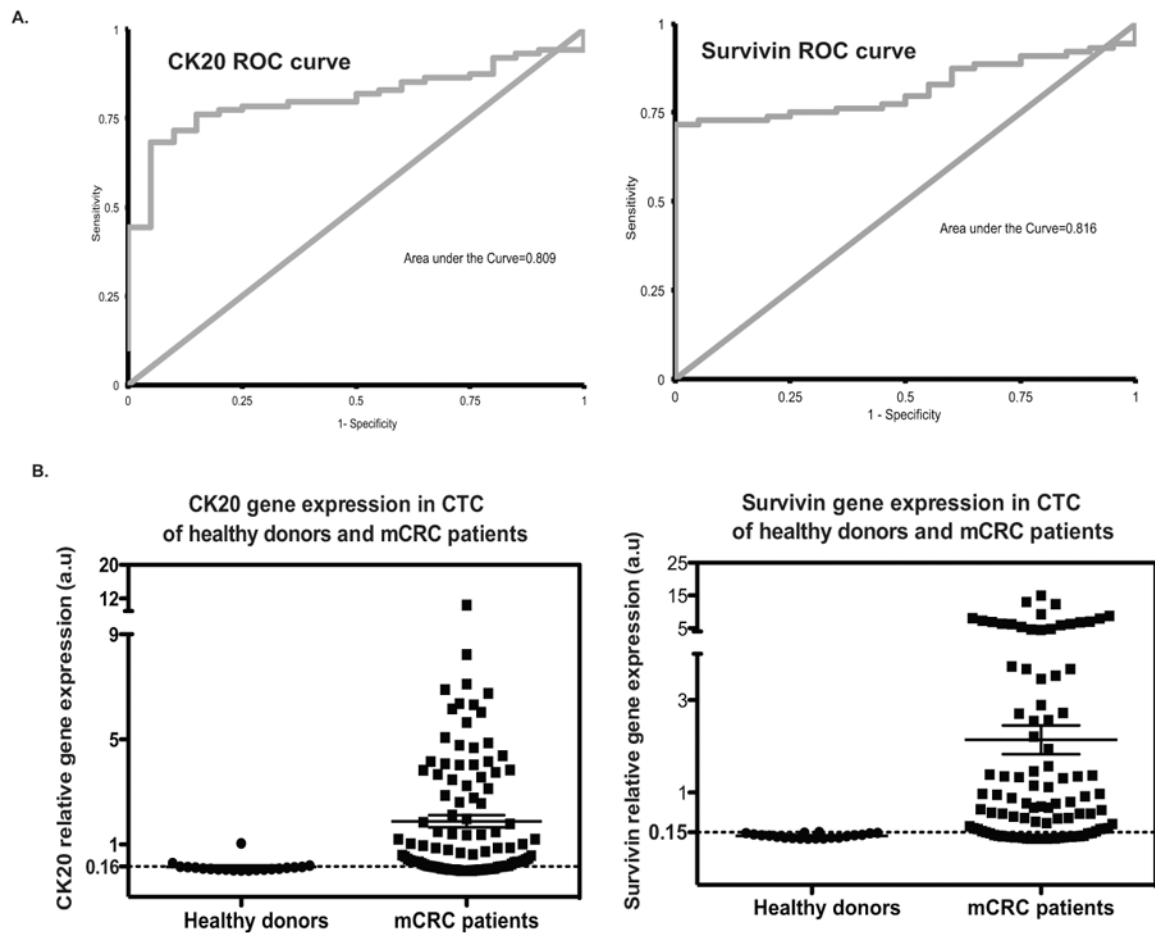 A.
CK20 ROC curve
1
0.75
0.5
0.25
0
Sensitivity
Area under the Curve=0.809
0 0.25 0.5 0.75 1
1- Specificity
Survivin ROC curve
1
0.75
0.5
0.25
0
Sensitivity
Area under the Curve=0.816
0 0.25 0.5 0.75 1
1 - Specificity
B.
CK20 gene expression in CTC
of healthy donors and mCRC patients
CK20 relative gene expression (a.u)
20
12
9
5
1
0.16
Healthy donors mCRC patients
Survivin gene expression in CTC
of healthy donors and mCRC patients
Survivin relative gene expression (a.u)
25
15
5
3
1
0.15
Healthy donors mCRC patients